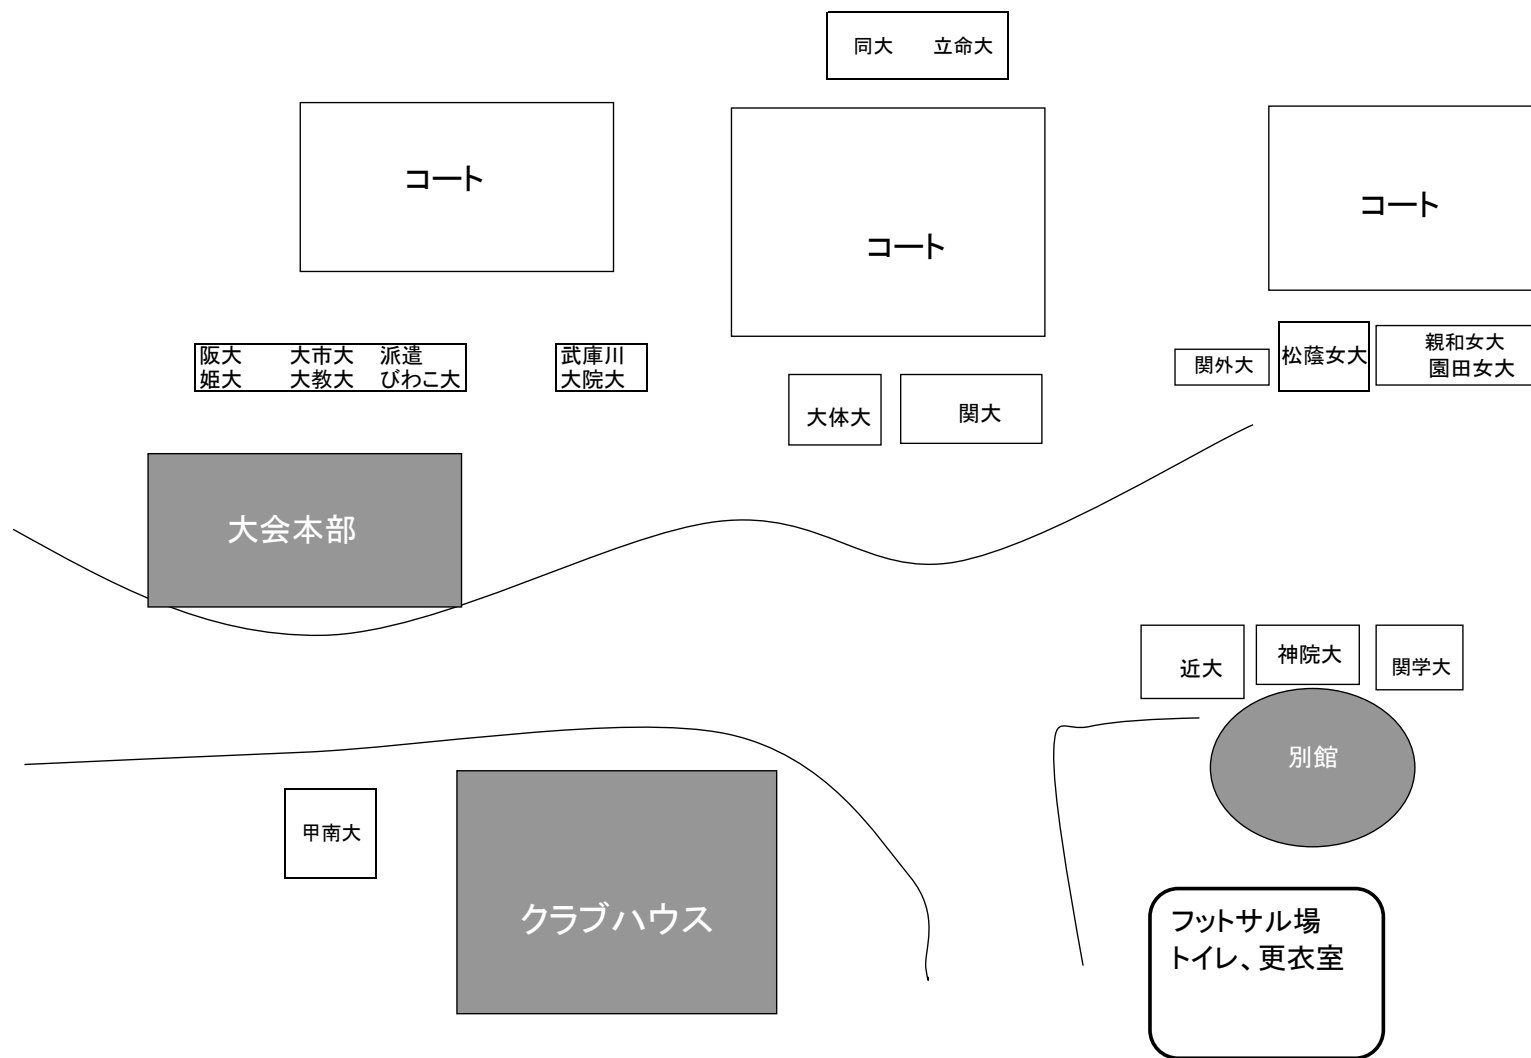 同大 立命大
コート
コート
コート
阪大 大市大 派遣
姫大 大教大 びわこ大
武庫川
大院大
大体大
関大
関外大
松蔭女大
親和女大
園田女大
大会本部
近大
神院大
関学大
別館
甲南大
クラブハウス
フットサル場
トイレ、更衣室